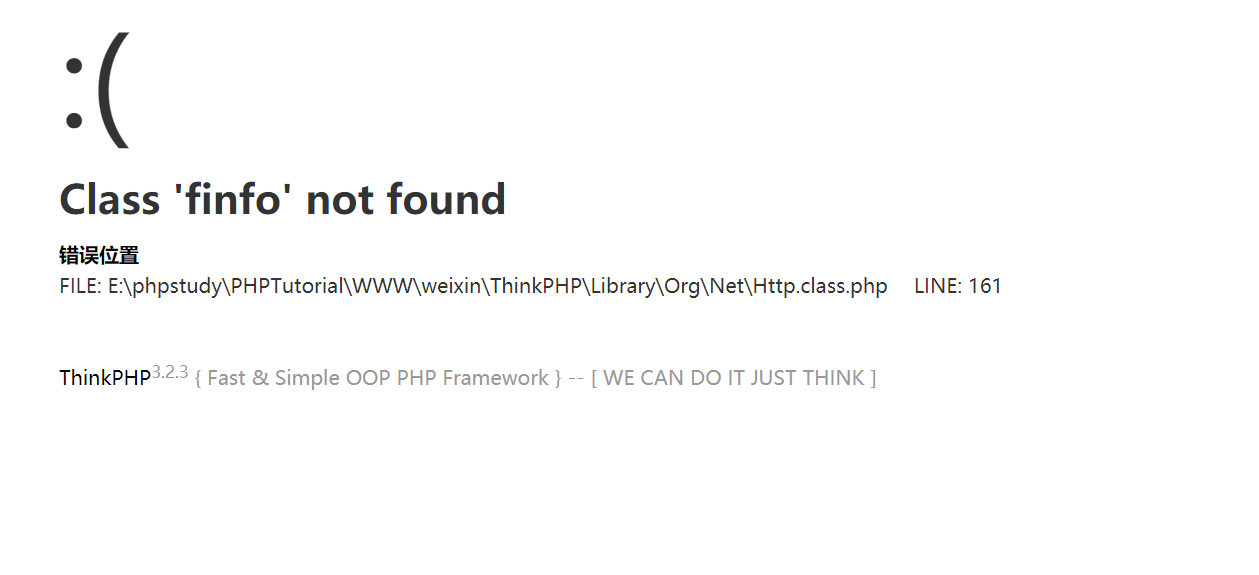 :(
Class 'finfo' not found
错误位置
FILE: E:\phpstudy\PHPTutorial\WWW\weixin\ThinkPHP\Library\Org\Net\Http.class.php LINE: 161
ThinkPHP3.2.3 { Fast & Simple OOP PHP Framework } -- [ WE CAN DO IT JUST THINK ]